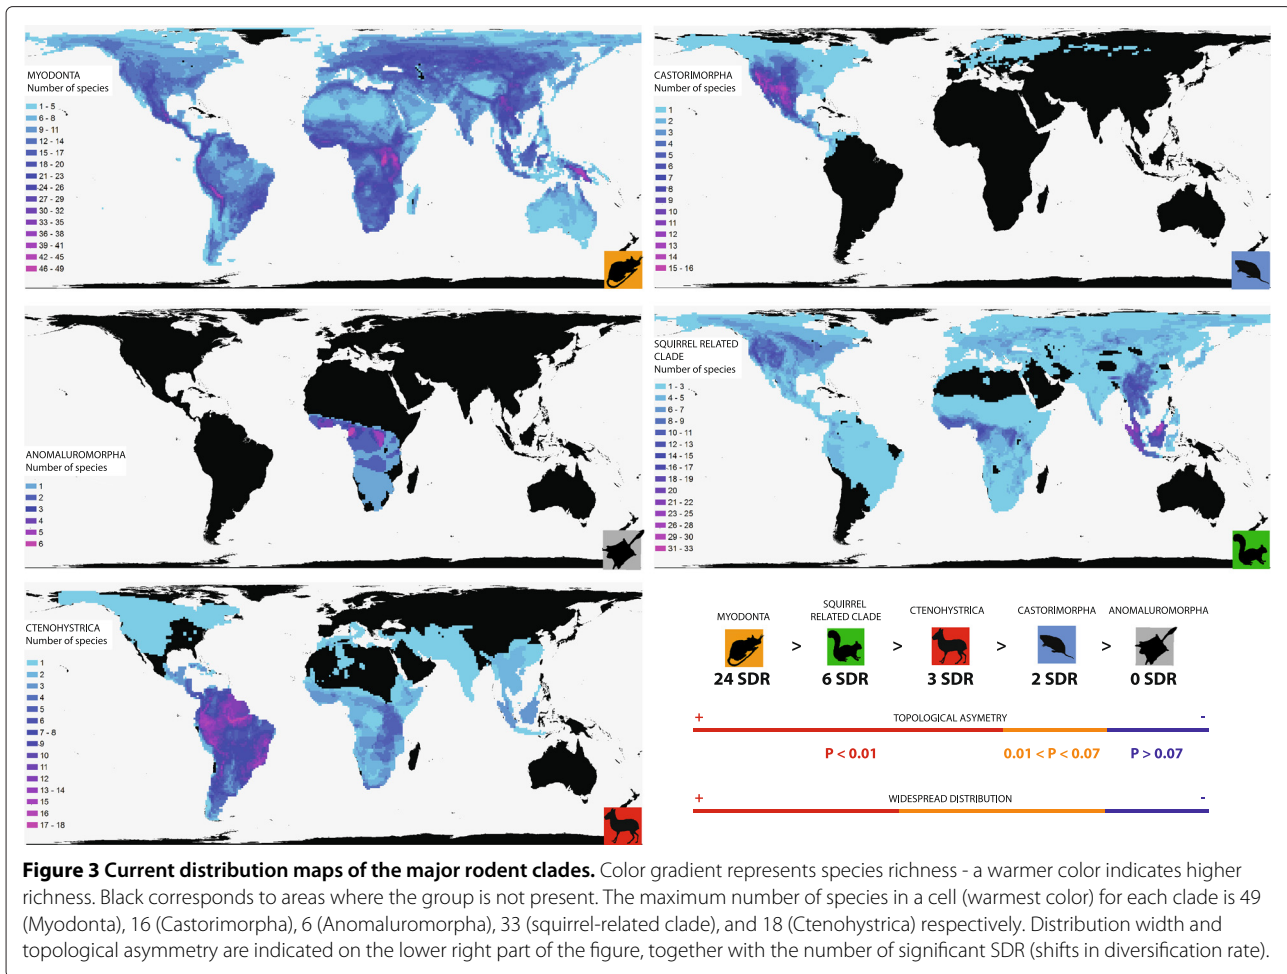 MYODONTA
Number of species
1 - 5
6 - 8
9 - 11
12 - 14
15 - 17
18 - 20
21 - 23
24 - 26
27 - 29
30 - 32
33 - 35
36 - 38
39 - 41
42 - 45
46 - 49
CASTORIMORPHA
Number of species
1
2
3
4
5
6
7
8
9
10
11
12
13
14
15 - 16
ANOMALUROMORPHA
Number of species
1
2
3
4
5
6
SQUIRREL RELATED
CLADE
Number of species
1 - 3
4 - 5
6 - 7
8 - 9
10 - 11
12 - 13
14 - 15
16 - 17
18 - 19
20
21 - 22
23 - 25
26 - 28
29 - 30
31 - 33
CTENOHYSTRICA
Number of species
1
2
3
4
5
6
7 - 8
9
10
11
12
13 - 14
15
16
17 - 18
MYODONTA > SQUIRREL RELATED CLADE > CTENOHYSTRICA > CASTORIMORPHA > ANOMALUROMORPHA
24 SDR 6 SDR 3 SDR 2 SDR 0 SDR
+ TOPOLOGICAL ASYMETRY -
P < 0.01 0.01 < P < 0.07 P > 0.07
+ WIDESPREAD DISTRIBUTION -
Figure 3 Current distribution maps of the major rodent clades. Color gradient represents species richness - a warmer color indicates higher
richness. Black corresponds to areas where the group is not present. The maximum number of species in a cell (warmest color) for each clade is 49
(Myodonta), 16 (Castorimorpha), 6 (Anomaluromorpha), 33 (squirrel-related clade), and 18 (Ctenohystrica) respectively. Distribution width and
topological asymmetry are indicated on the lower right part of the figure, together with the number of significant SDR (shifts in diversification rate).